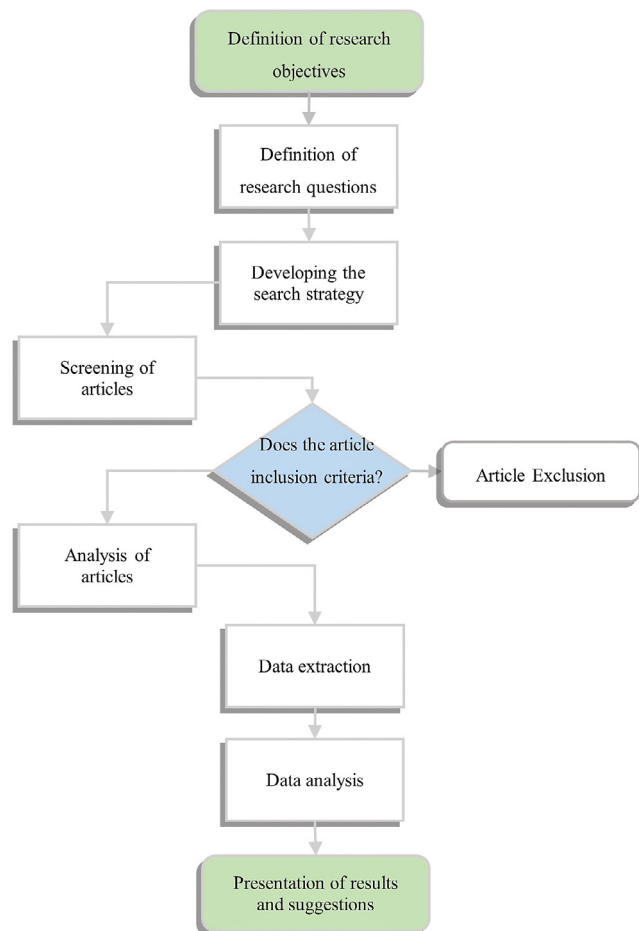 Definition of research
objectives
Definition of
research questions
Developing the
search strategy
Screening of
articles
Does the article
inclusion criteria?
Article Exclusion
Analysis of
articles
Data extraction
Data analysis
Presentation of results
and suggestions